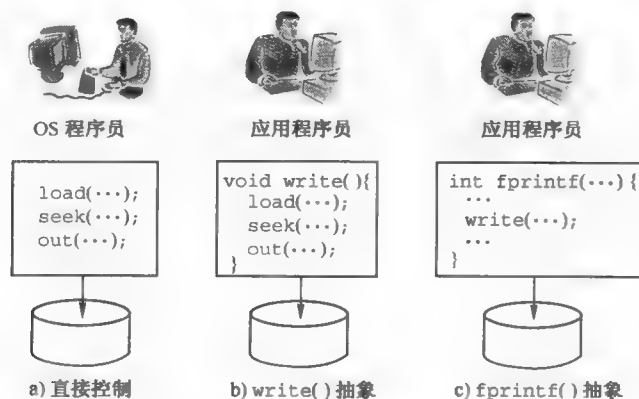 OS 程序员
应用程序员
应用程序员
load(···);
seek(···);
out(···);
void write(){
load(···);
seek(···);
out(···);
}
int fprintf(···){
···
write(···);
···
}
a) 直接控制
b) write() 抽象
c) fprintf() 抽象